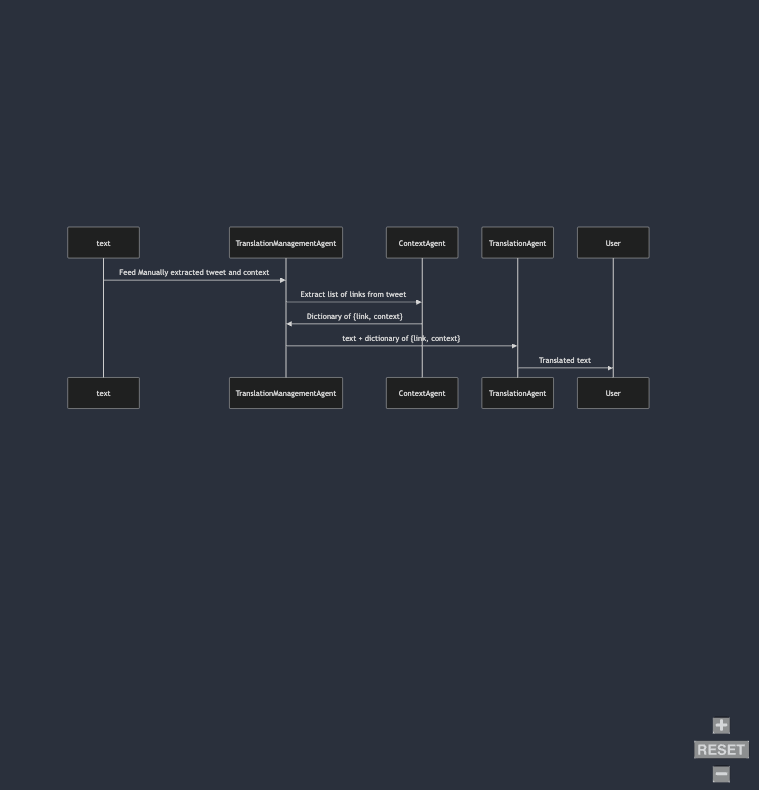 text
TranslationManagementAgent
ContextAgent
TranslationAgent
User
Feed Manually extracted tweet and context
Extract list of links from tweet
Dictionary of {link, context}
text + dictionary of {link, context}
Translated text
text
TranslationManagementAgent
ContextAgent
TranslationAgent
User
+
RESET
−